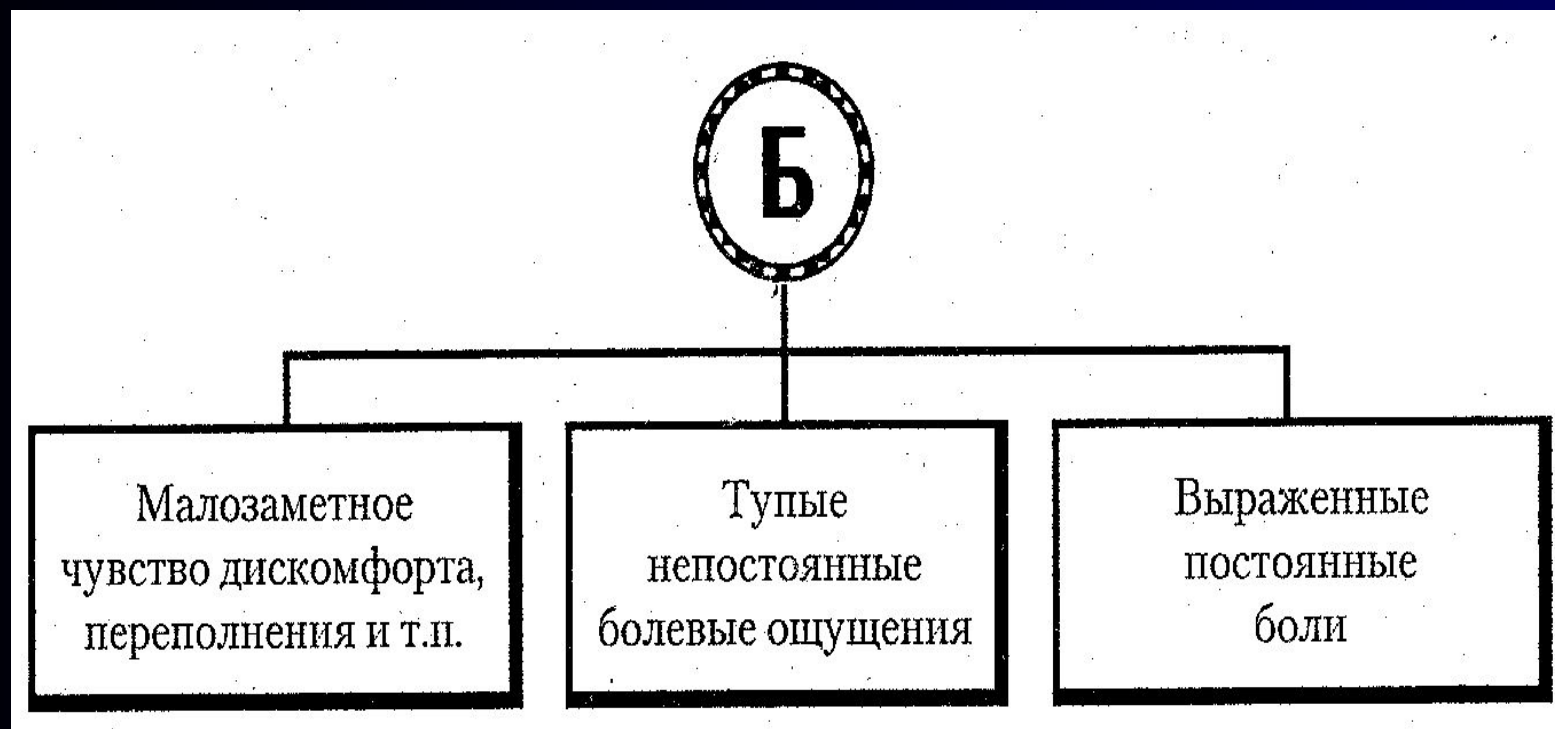 Б
Малозаметное
чувство дискомфорта,
переполнения и т.п.
Тупые
непостоянные
болевые ощущения
Выраженные
постоянные
боли